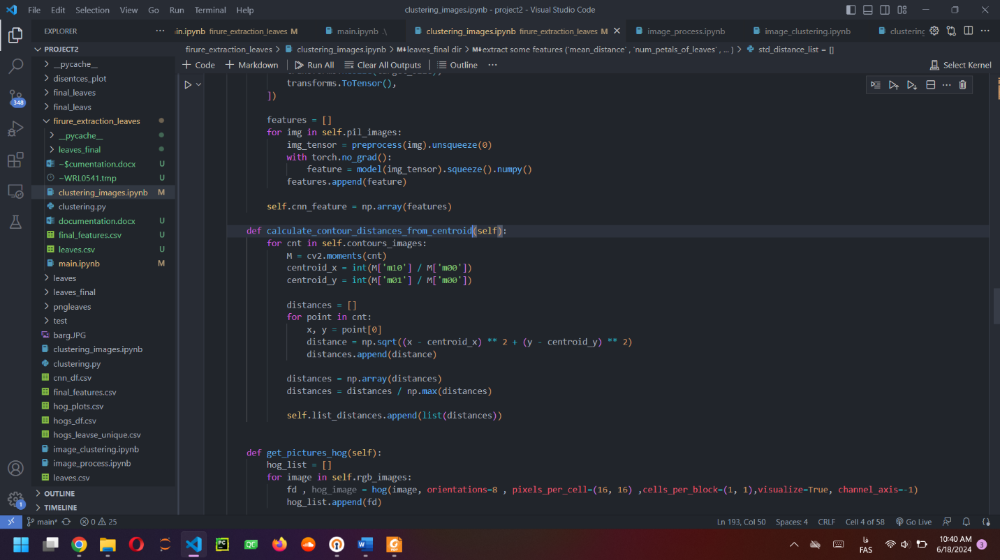 File Edit Selection View Go Run Terminal Help
clustering_images.ipynb - project2 - Visual Studio Code
EXPLORER
in.ipynb firure_extraction_leaves M
main.ipynb .\
clustering_images.ipynb firure_extraction_leaves M
image_process.ipynb
image_clustering.ipynb
clustering
firure_extraction_leaves > clustering_images.ipynb > M↓leaves_final dir > M↓extract some features ('mean_distance' , 'num_petals_of_leaves' , ... ) > std_distance_list = []
+ Code + Markdown Run All Clear All Outputs Outline ...
Select Kernel
PROJECT2
__pycache__
disentces_plot
final_leaves
final_leavs
firure_extraction_leaves
__pycache__
leaves_final
~$cumentation.docx U
~WRL0541.tmp U
clustering_images.ipynb M
clustering.py
documentation.docx U
final_features.csv U
leaves.csv U
main.ipynb M
leaves
leaves_final
pngleaves
test
barg.JPG
clustering_images.ipynb
clustering.py
cnn_df.csv
final_features.csv
hog_plots.csv
hogs_df.csv
hogs_leavse_unique.csv
image_clustering.ipynb
image_process.ipynb
leaves.csv
OUTLINE
TIMELINE
348
1
transforms.ToTensor(),
])
features = []
for img in self.pil_images:
img_tensor = preprocess(img).unsqueeze(0)
with torch.no_grad():
feature = model(img_tensor).squeeze().numpy()
features.append(feature)
self.cnn_feature = np.array(features)
def calculate_contour_distances_from_centroid(self):
for cnt in self.contours_images:
M = cv2.moments(cnt)
centroid_x = int(M['m10'] / M['m00'])
centroid_y = int(M['m01'] / M['m00'])
distances = []
for point in cnt:
x, y = point[0]
distance = np.sqrt((x - centroid_x) ** 2 + (y - centroid_y) ** 2)
distances.append(distance)
distances = np.array(distances)
distances = distances / np.max(distances)
self.list_distances.append(list(distances))
def get_pictures_hog(self):
hog_list = []
for image in self.rgb_images:
fd , hog_image = hog(image, orientations=8 , pixels_per_cell=(16, 16) ,cells_per_block=(1, 1),visualize=True, channel_axis=-1)
hog_list.append(fd)
main* 0 25
Ln 193, Col 50 Spaces: 4 CRLF Cell 4 of 58 Go Live
PC
QC
W
فا
FAS
10:40 AM
6/18/2024
3